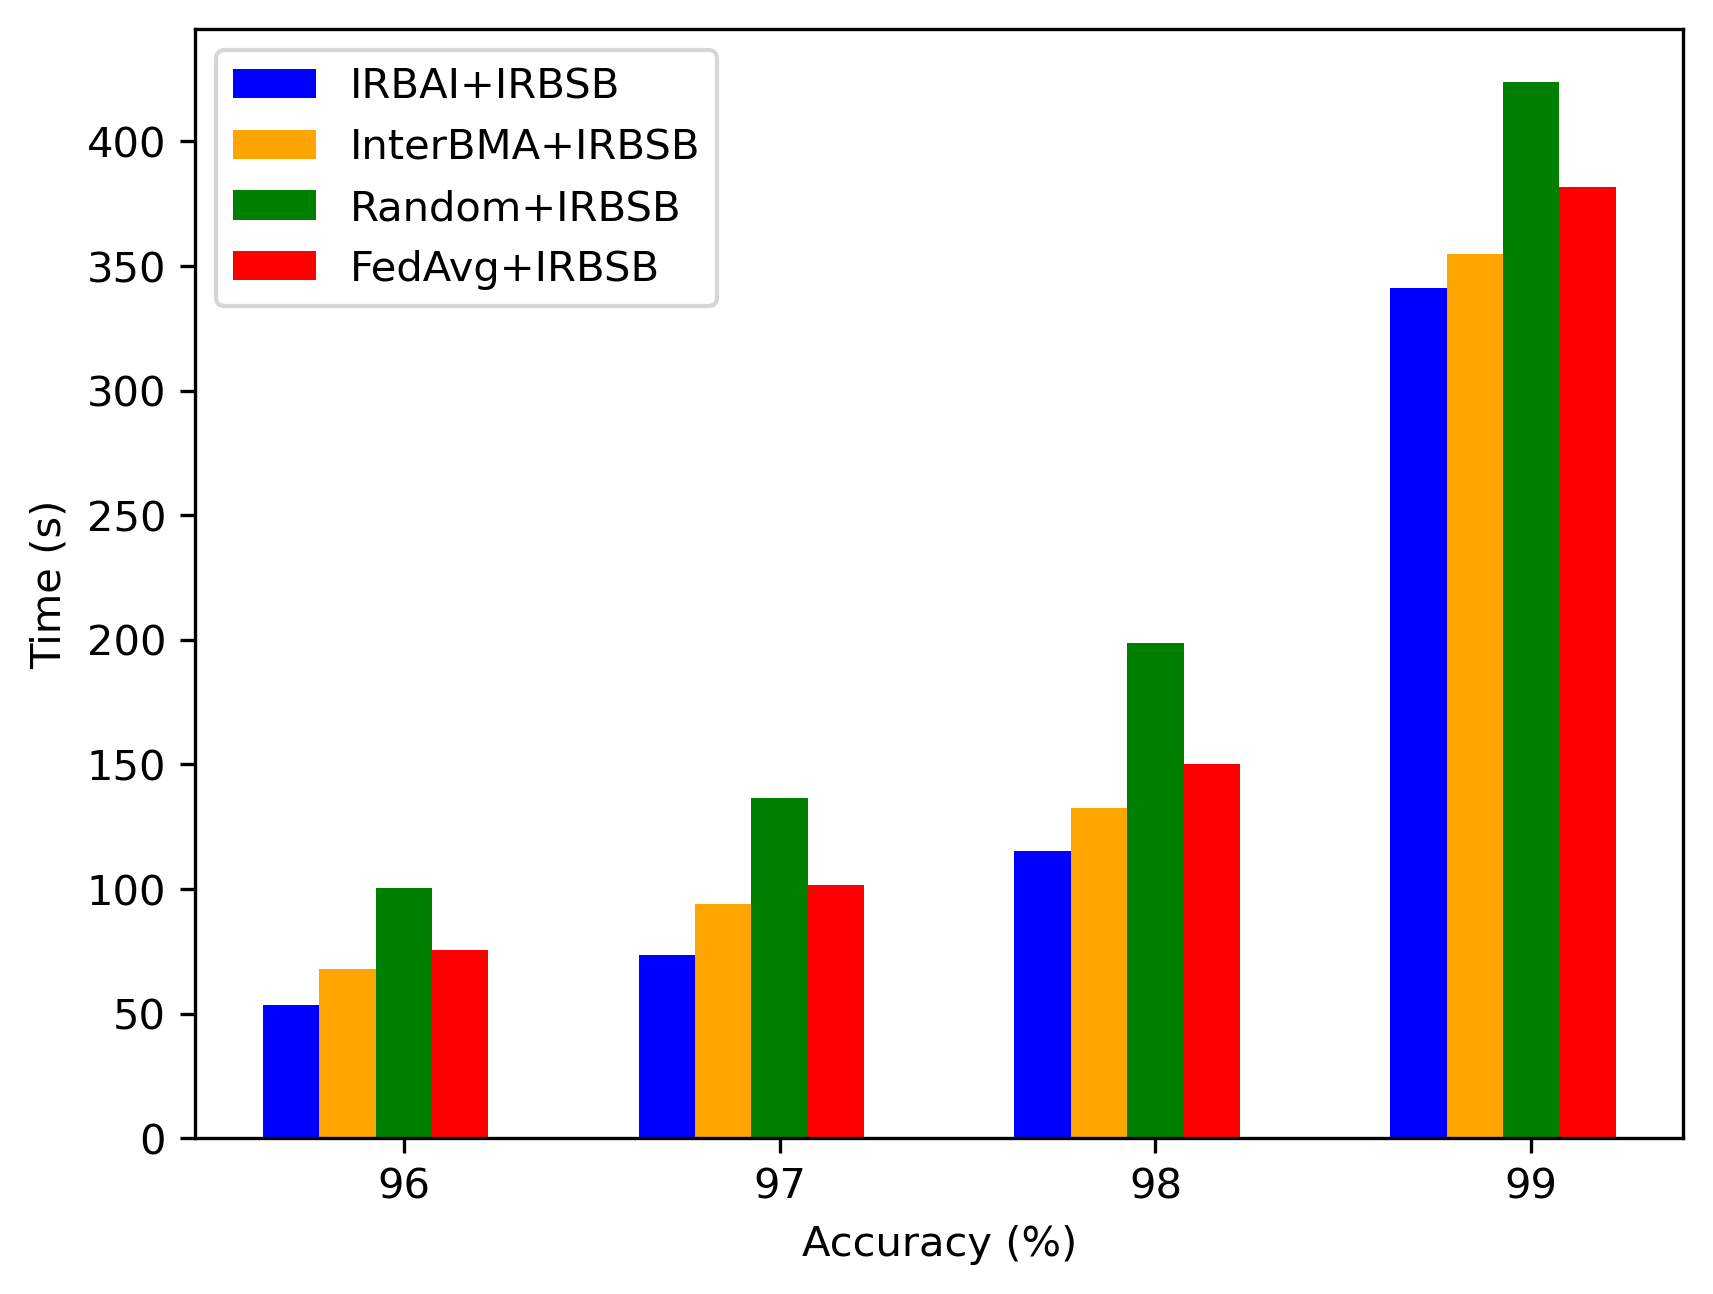 IRBAI+IRBSB
InterBMA+IRBSB
Random+IRBSB
FedAvg+IRBSB
400
350
300
250
200
150
100
50
0
Time (s)
96 97 98 99
Accuracy (%)